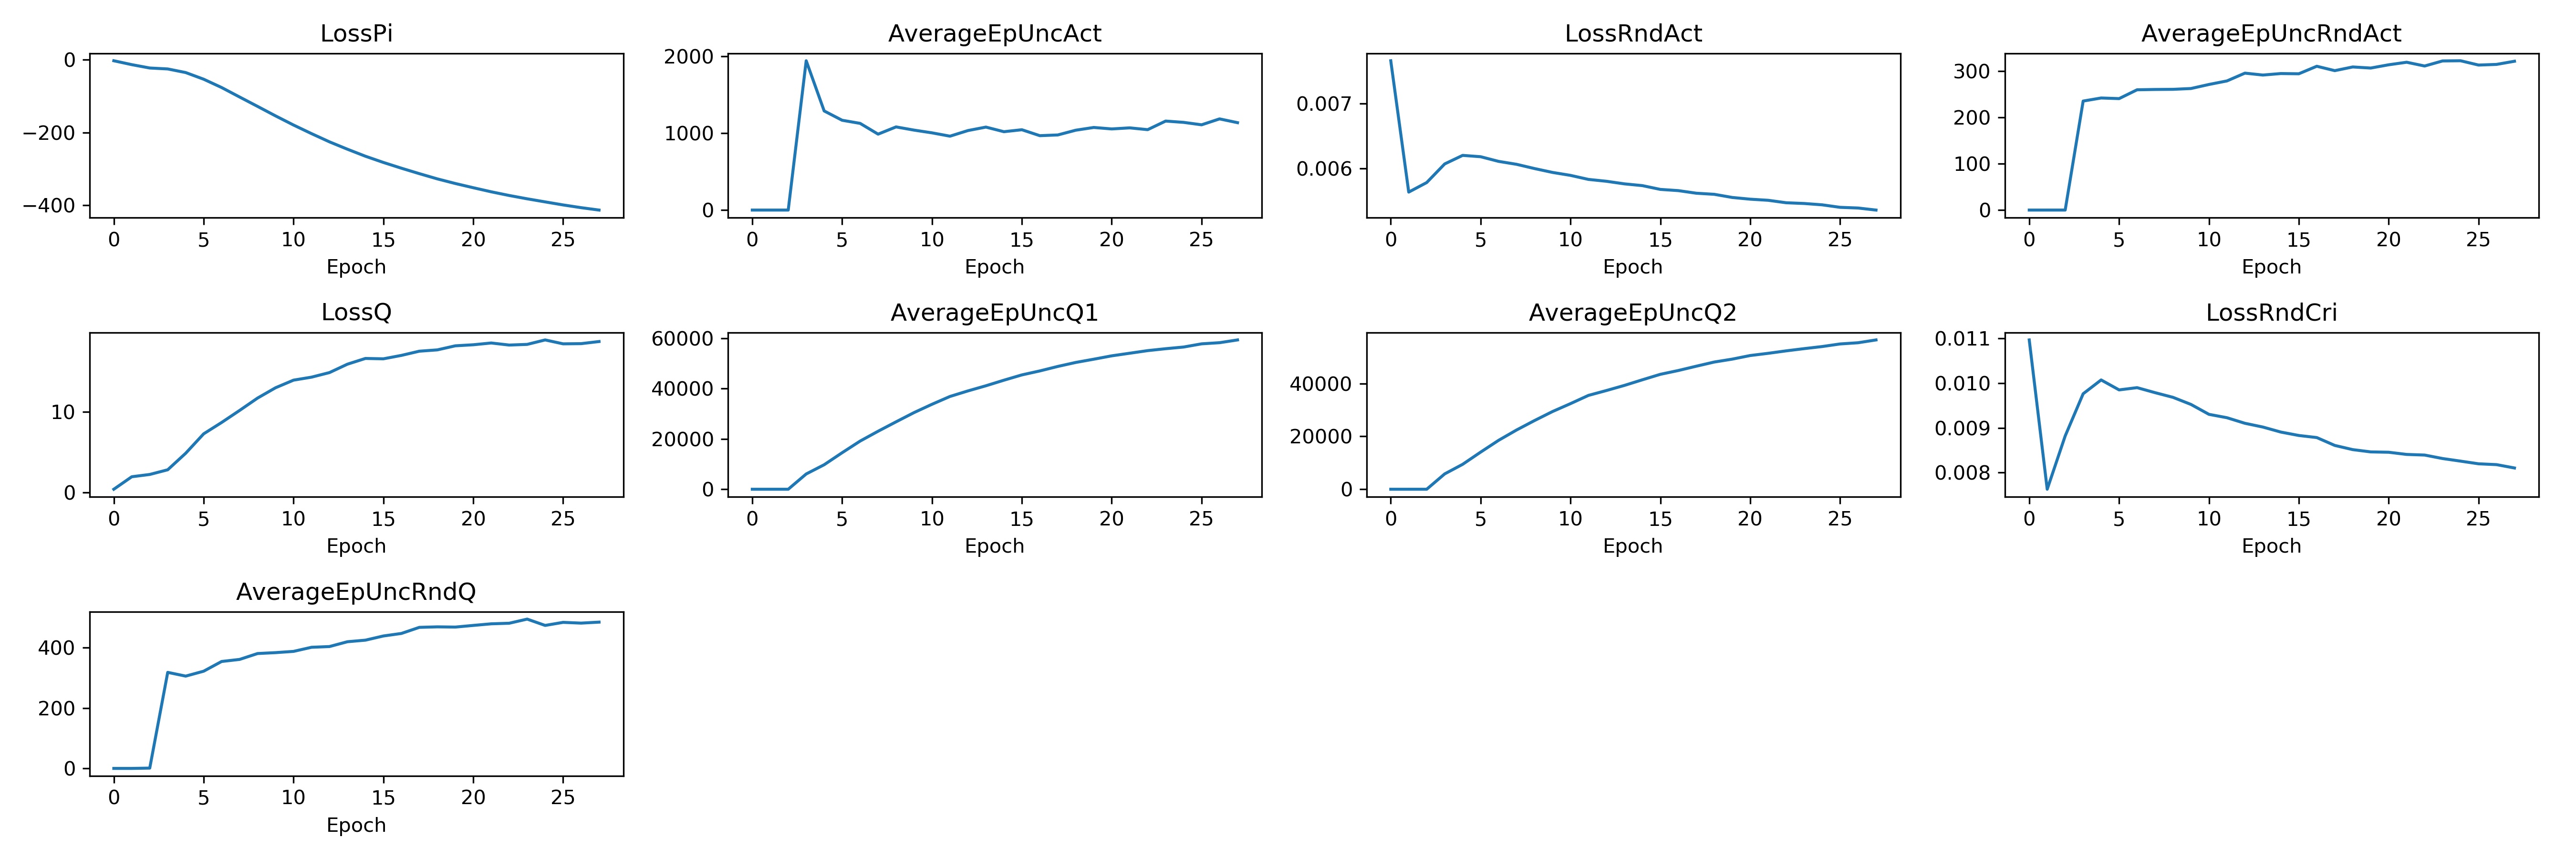 LossPi
0
−200
−400
0 5 10 15 20 25
Epoch
AverageEpUncAct
2000
1000
0
0 5 10 15 20 25
Epoch
LossRndAct
0.007
0.006
0 5 10 15 20 25
Epoch
AverageEpUncRndAct
300
200
100
0
0 5 10 15 20 25
Epoch
LossQ
10
0
0 5 10 15 20 25
Epoch
AverageEpUncQ1
60000
40000
20000
0
0 5 10 15 20 25
Epoch
AverageEpUncQ2
40000
20000
0
0 5 10 15 20 25
Epoch
LossRndCri
0.011
0.010
0.009
0.008
0 5 10 15 20 25
Epoch
AverageEpUncRndQ
400
200
0
0 5 10 15 20 25
Epoch